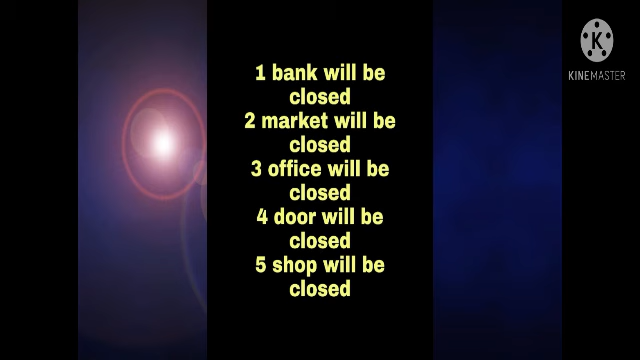 1 bank will be
closed
2 market will be
closed
3 office will be
closed
4 door will be
closed
5 shop will be
closed
K
KINEMASTER